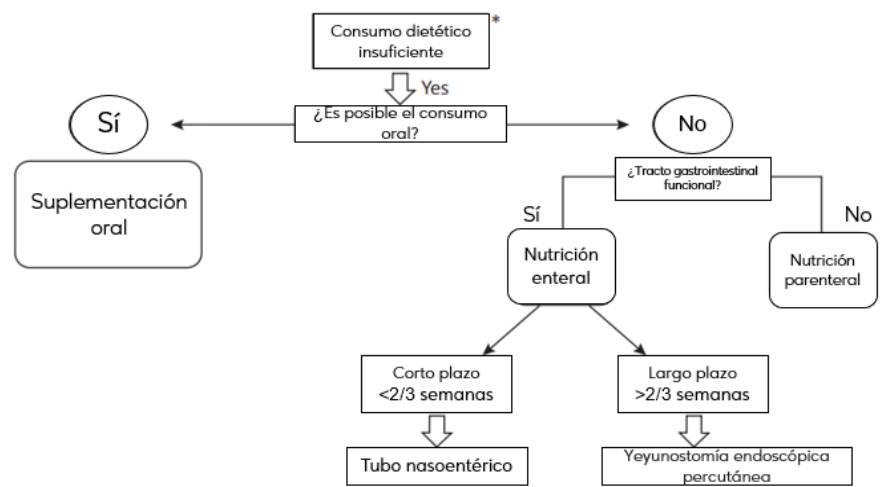 Consumo dietético
insuficiente
*
Yes
¿Es posible el consumo
oral?
Sí
No
Suplementación
oral
¿Tracto gastrointestinal
funcional?
Sí
No
Nutrición
enteral
Nutrición
parenteral
Corto plazo
<2/3 semanas
Largo plazo
>2/3 semanas
Tubo nasoentérico
Yeyunostomía endoscópica
percutánea